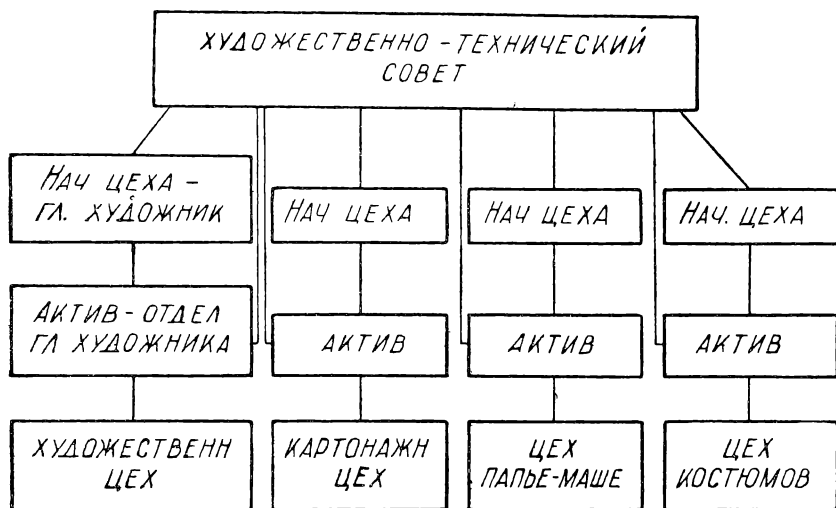 ХУДОЖЕСТВЕННО-ТЕХНИЧЕСКИЙ
СОВЕТ
НАЧ ЦЕХА –
ГЛ. ХУДОЖНИК
НАЧ ЦЕХА
НАЧ ЦЕХА
НАЧ. ЦЕХА
АКТИВ-ОТДЕЛ
ГЛ ХУДОЖНИКА
АКТИВ
АКТИВ
АКТИВ
ХУДОЖЕСТВЕНН
ЦЕХ
КАРТОНАЖН
ЦЕХ
ЦЕХ
ПАПЬЕ-МАШЕ
ЦЕХ
КОСТЮМОВ